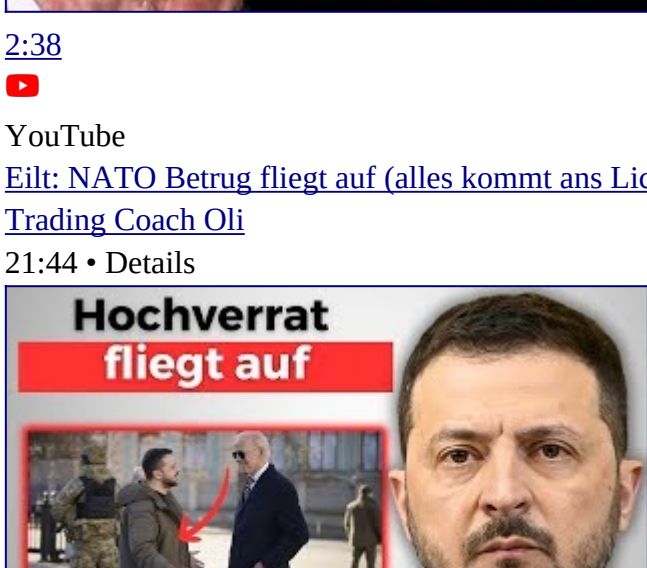 2:38
YouTube
Eilt: NATO Betrug fliegt auf (alles kommt ans
Trading Coach Oli
21:44 • Details
Hochverrat
fliegt auf